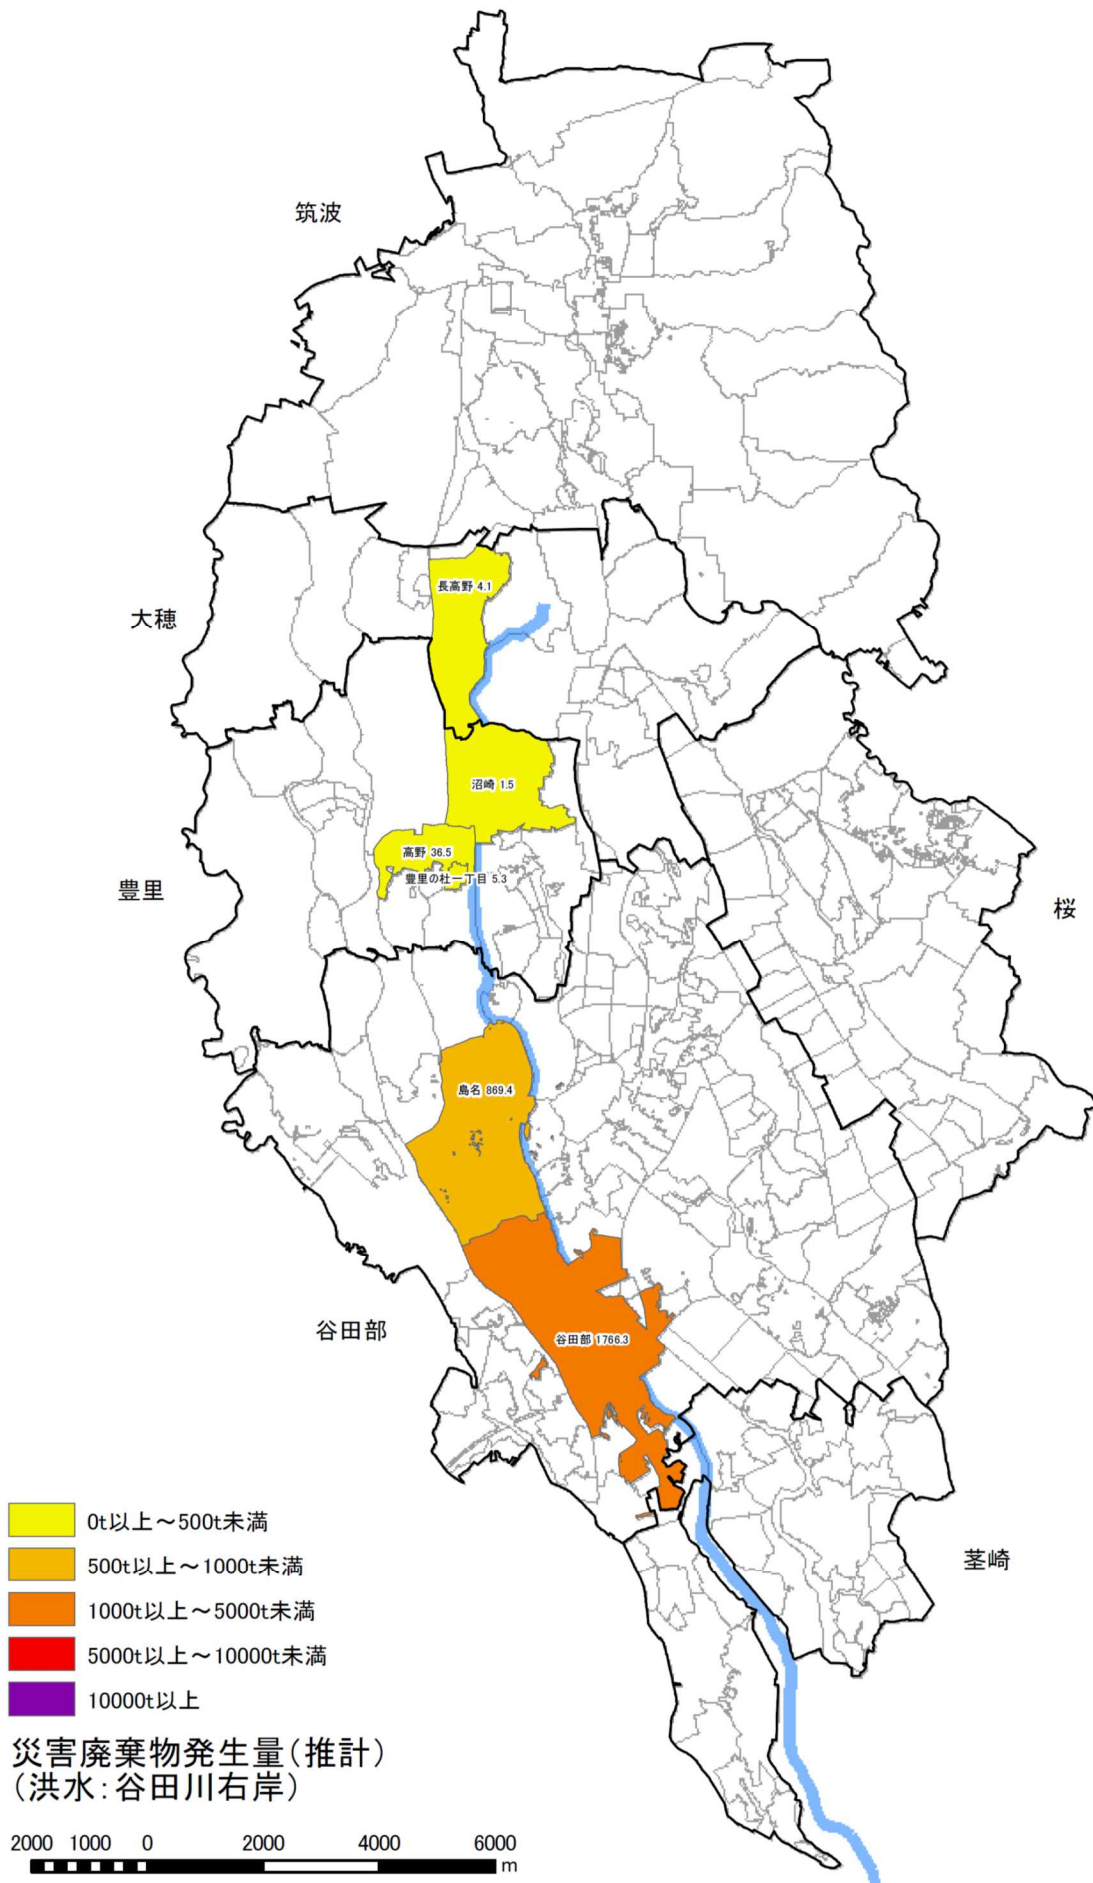 筑波
長高野 4.1
大穂
沼崎 1.5
高野 36.5
豊里の杜一丁目 5.3
豊里
桜
島名 869.4
谷田部
谷田部 1766.3
茎崎
0t以上～500t未満
500t以上～1000t未満
1000t以上～5000t未満
5000t以上～10000t未満
10000t以上
災害廃棄物発生量(推計)
(洪水:谷田川右岸)
2000 1000 0 2000 4000 6000
m